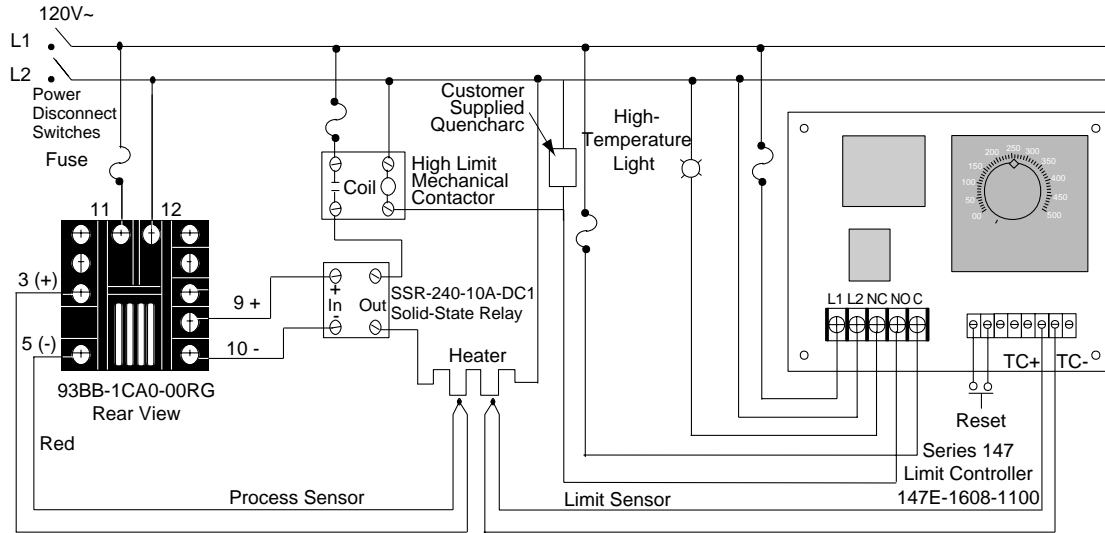 120V~
L1
L2
Power
Disconnect
Switches
Fuse
11
12
3 (+)
5 (-)
9 +
10 -
93BB-1CA0-00RG
Rear View
Red
Coil
High Limit
Mechanical
Contactor
+
In
-
Out
SSR-240-10A-DC1
Solid-State Relay
Heater
Process Sensor
Limit Sensor
Customer
Supplied
Quencharc
High-
Temperature
Light
00
50
100
150
200
250
300
350
400
450
500
L1 L2 NC NO C
TC+
TC-
Reset
Series 147
Limit Controller
147E-1608-1100